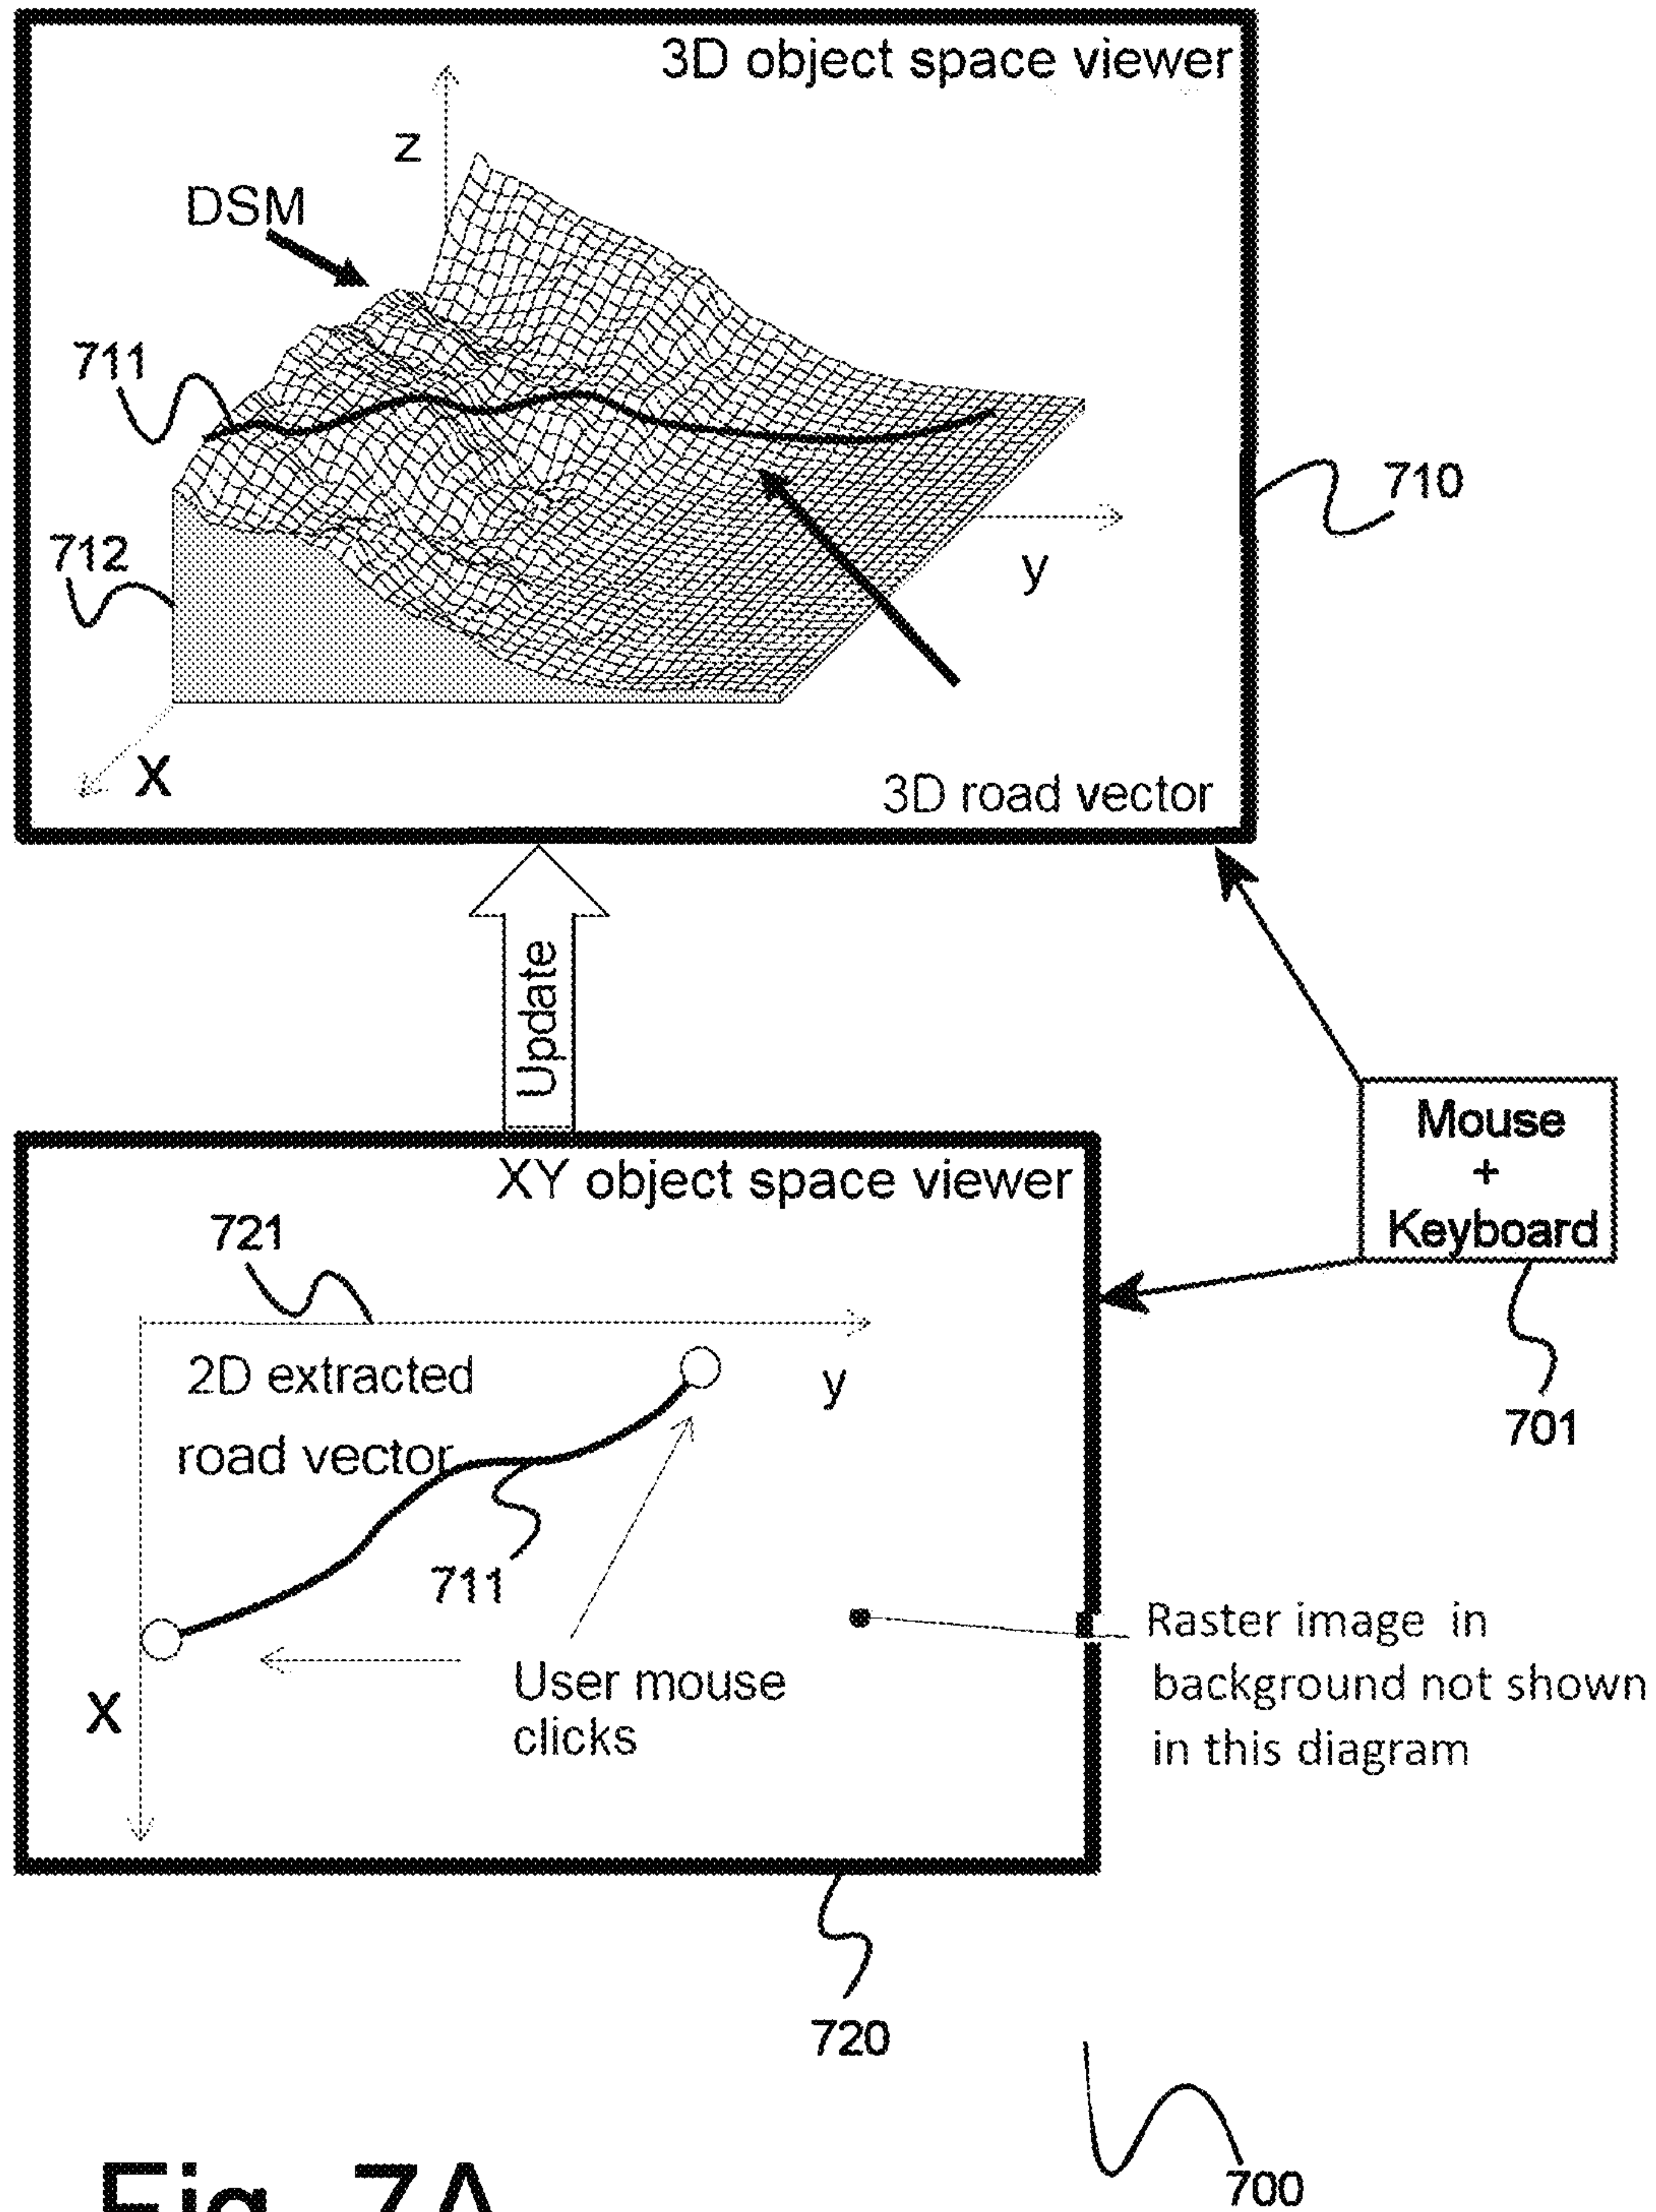 3D object space viewer
z
DSM
711
710
712
y
X
3D road vector
Update
Mouse
+
Keyboard
XY object space viewer
721
2D extracted
y
road vector
701
711
Raster image in
User mouse
background not shown
X
clicks
in this diagram
720
700
Fig. 7A